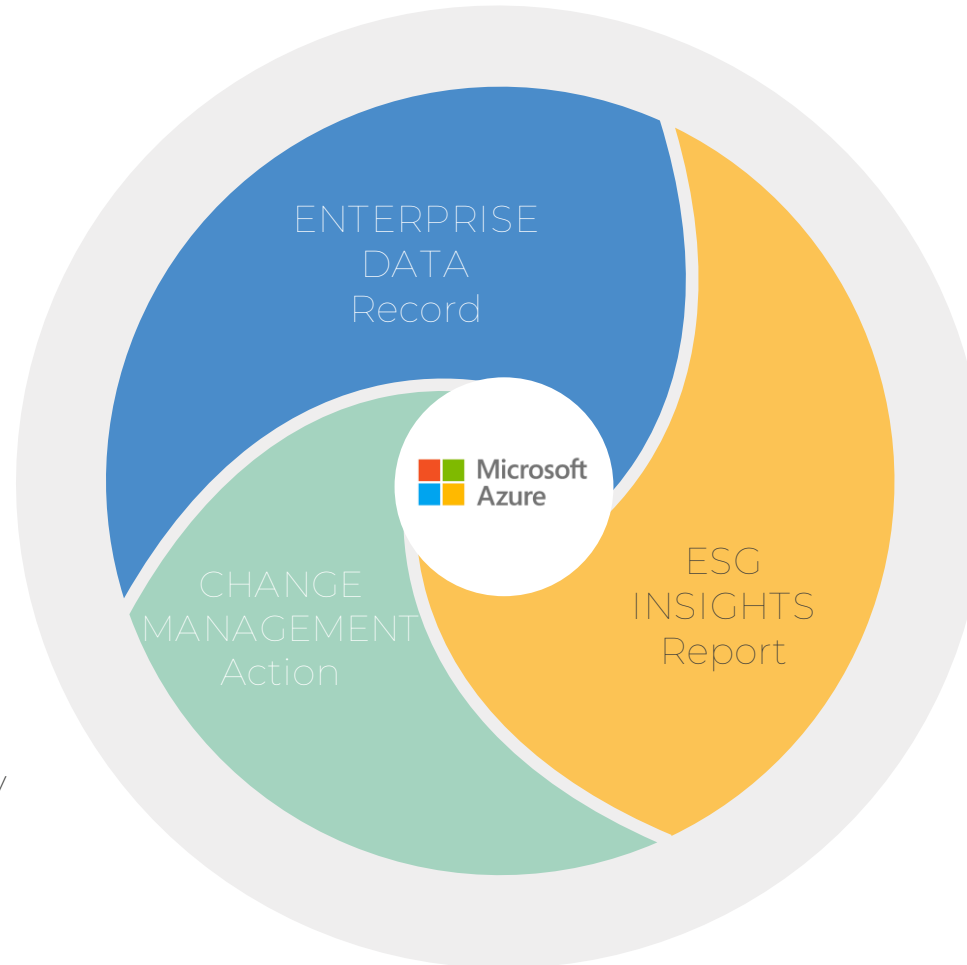 ENTERPRISE
DATA
Record
Microsoft
Azure
ESG
INSIGHTS
Report
CHANGE
MANAGEMENT
Action